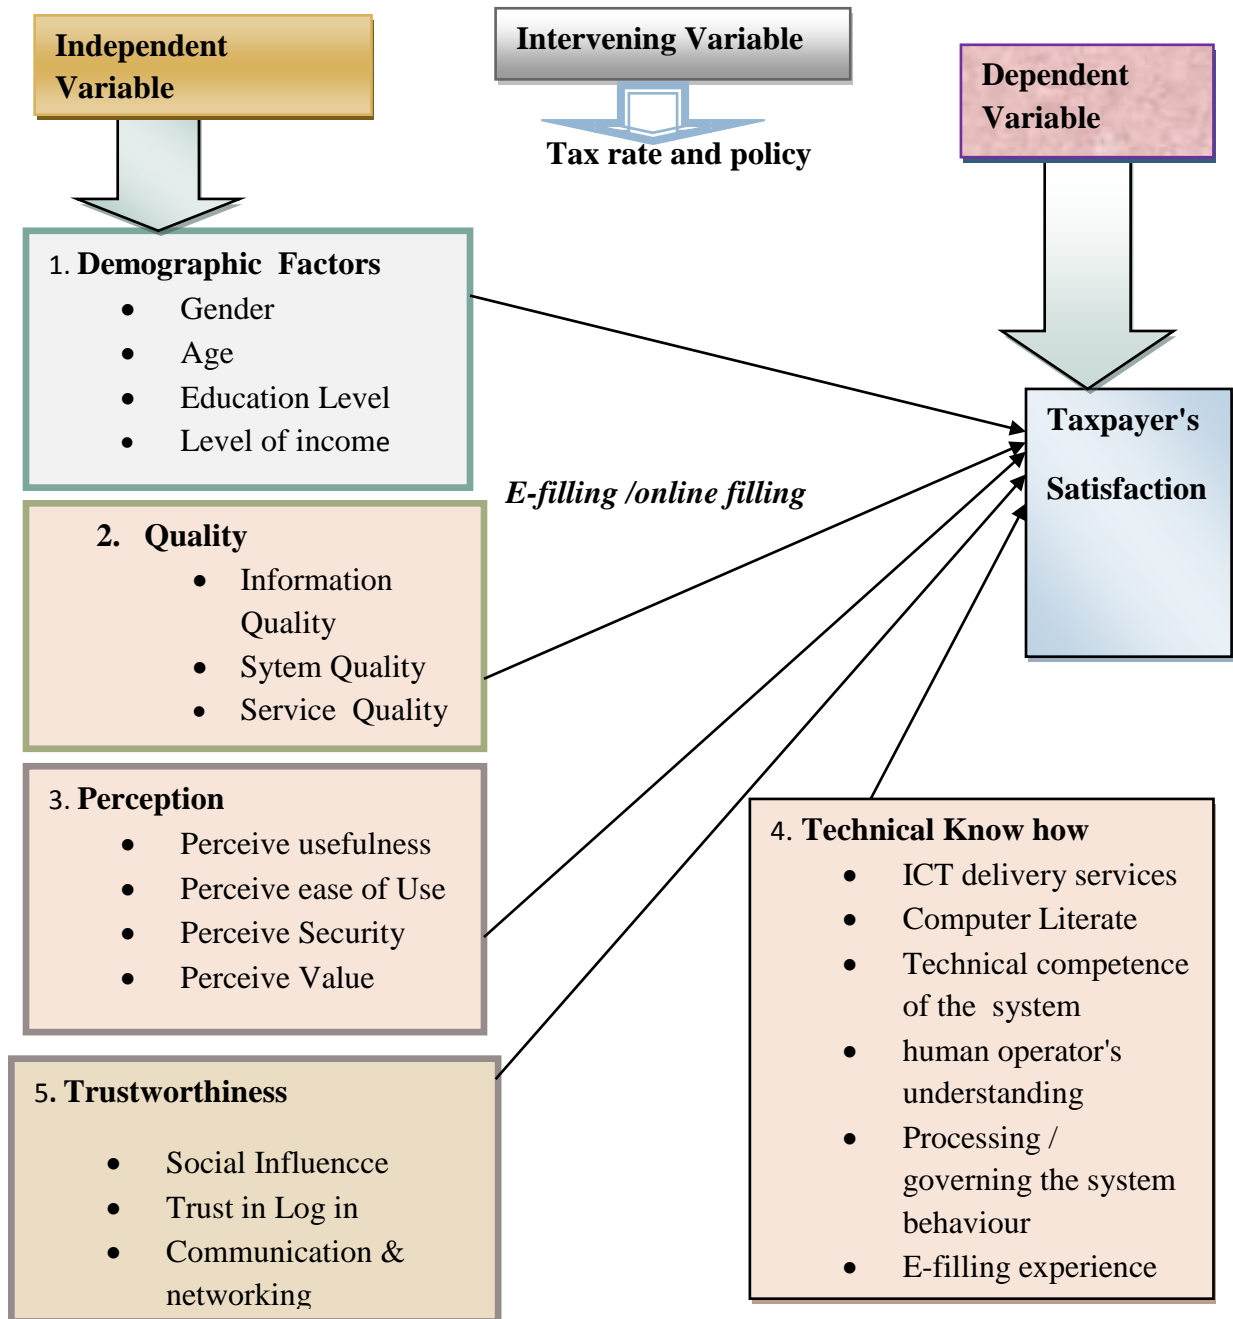 Independent
Variable
Intervening Variable
Dependent
Variable
Tax rate and policy
1. Demographic Factors
• Gender
• Age
• Education Level
• Level of income
Taxpayer's
Satisfaction
E-filling /online filling
2. Quality
• Information
Quality
• Sytem Quality
• Service Quality
3. Perception
• Perceive usefulness
• Perceive ease of Use
• Perceive Security
• Perceive Value
4. Technical Know how
• ICT delivery services
• Computer Literate
• Technical competence
of the system
• human operator's
understanding
• Processing /
governing the system
behaviour
• E-filling experience
5. Trustworthiness
• Social Influencce
• Trust in Log in
• Communication &
networking